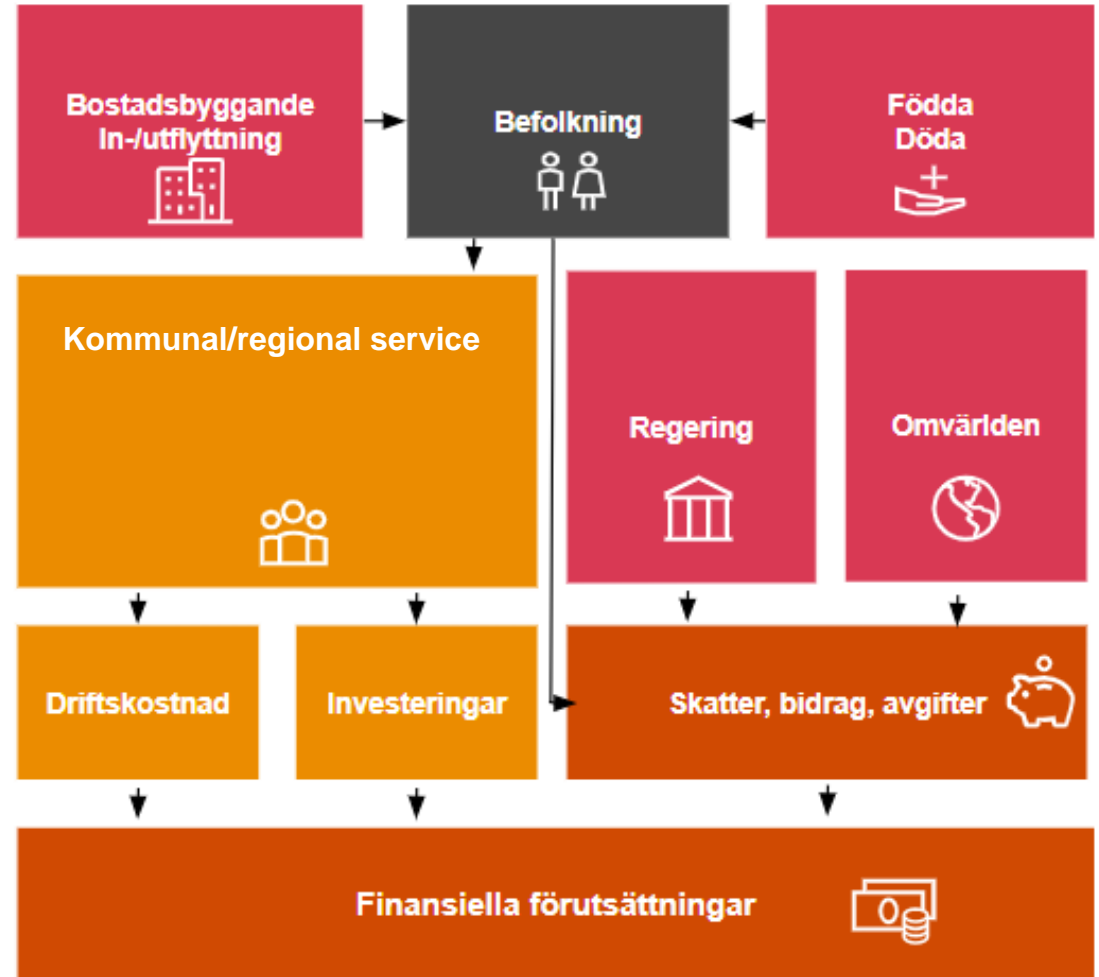 Bostadsbyggande
In-/utflyttning
Befolkning
Födda
Döda
Kommunal/regional service
Regering
Omvärlden
Driftskostnad
Investeringar
Skatter, bidrag, avgifter
Finansiella förutsättningar